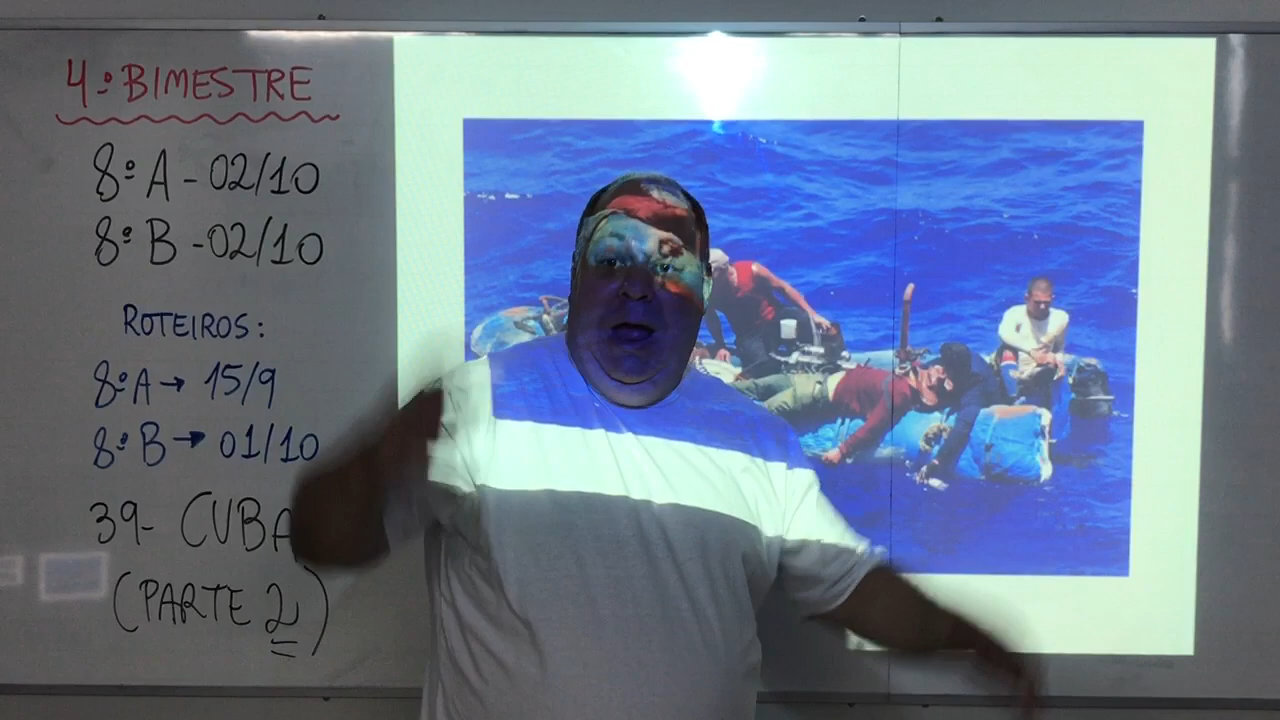 4º BIMESTRE
8º A - 02/10
8º B - 02/10
ROTEIROS:
8º A → 15/9
8º B → 01/10
39- CUBA
(PARTE 2)